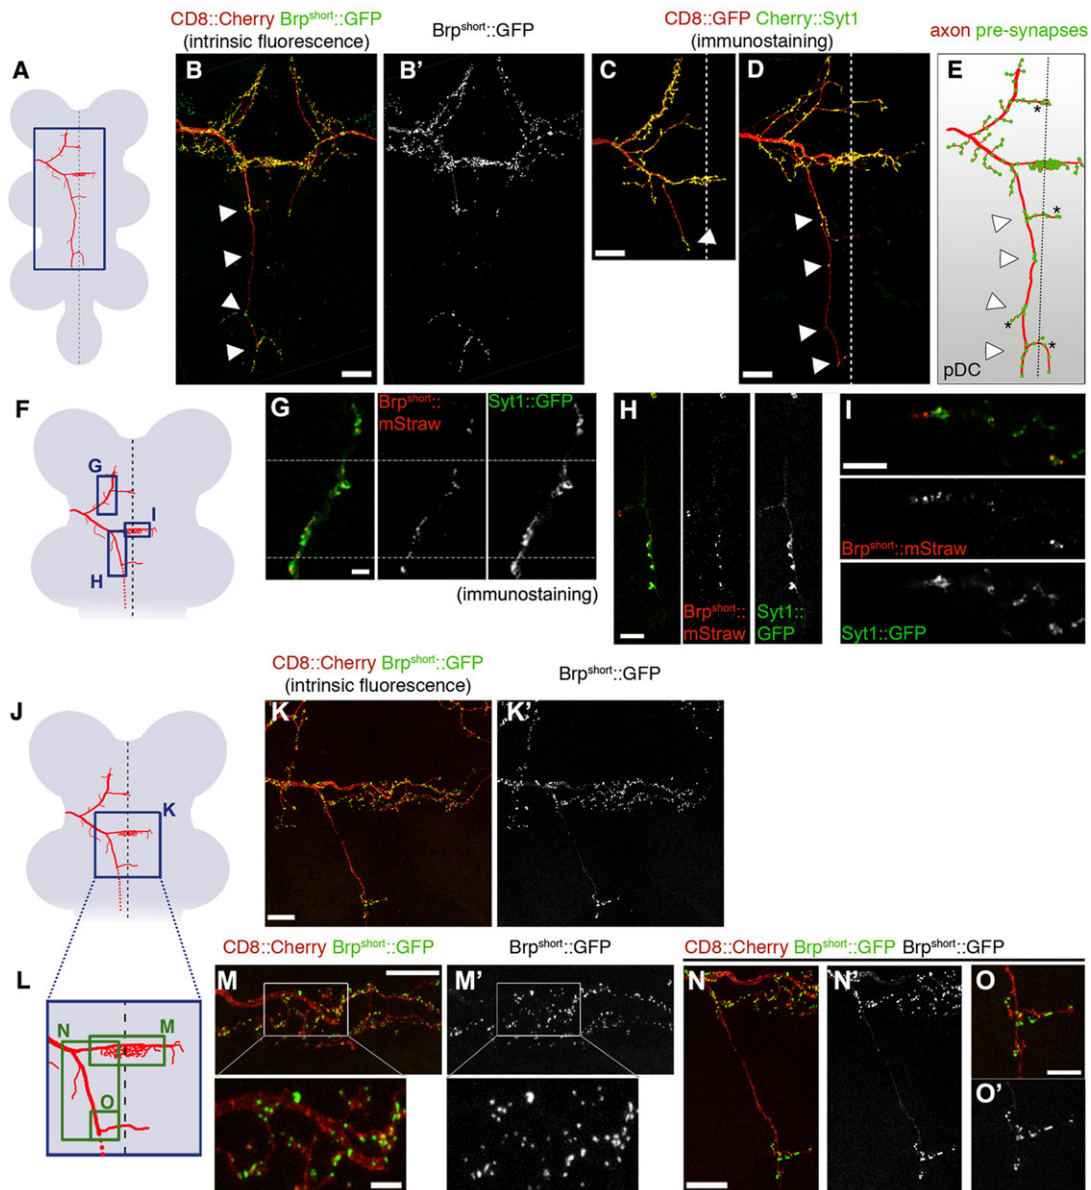 CD8::Cherry Brpshort::GFP
(intrinsic fluorescence)
Brpshort::GFP
CD8::GFP Cherry::Syt1
(immunostaining)
axon pre-synapses
A
B
B'
C
D
E
*
*
*
*
pDC
F
G
I
H
G
Brpshort::
mStraw
Syt1::GFP
(immunostaining)
H
Brpshort::
mStraw
Syt1::
GFP
I
Brpshort::mStraw
Syt1::GFP
CD8::Cherry Brpshort::GFP
(intrinsic fluorescence)
Brpshort::GFP
J
K
K
K'
CD8::Cherry Brpshort::GFP
Brpshort::GFP
CD8::Cherry Brpshort::GFP Brpshort::GFP
L
N
M
O
M
M'
N
N'
O
O'